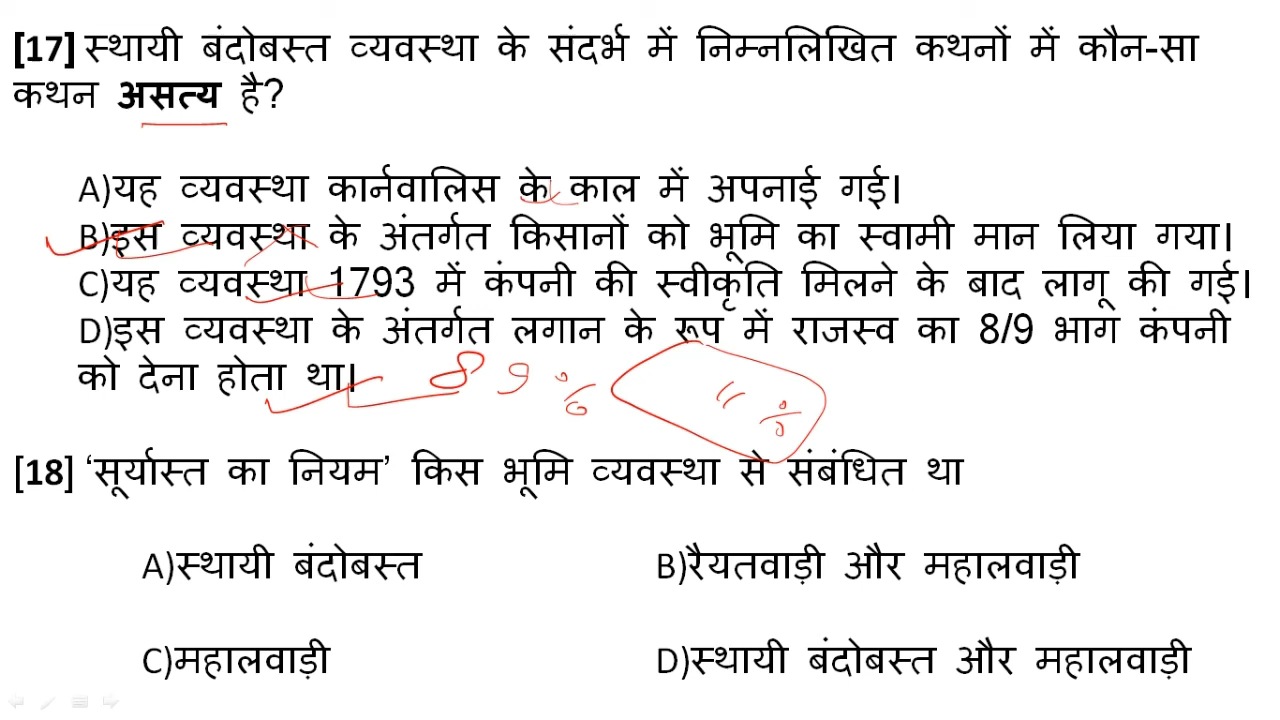 [17] स्थायी बंदोबस्त व्यवस्था के संदर्भ में निम्नलिखित कथनों में कौन-सा
कथन असत्य है?
A)यह व्यवस्था कार्नवालिस के काल में अपनाई गई।
B)इस व्यवस्था के अंतर्गत किसानों को भूमि का स्वामी मान लिया गया।
C)यह व्यवस्था 1793 में कंपनी की स्वीकृति मिलने के बाद लागू की गई।
D)इस व्यवस्था के अंतर्गत लगान के रूप में राजस्व का 8/9 भाग कंपनी
को देना होता था।
89 % 11 %
[18] ‘सूर्यास्त का नियम’ किस भूमि व्यवस्था से संबंधित था
A)स्थायी बंदोबस्त B)रैयतवाड़ी और महालवाड़ी
C)महालवाड़ी D)स्थायी बंदोबस्त और महालवाड़ी